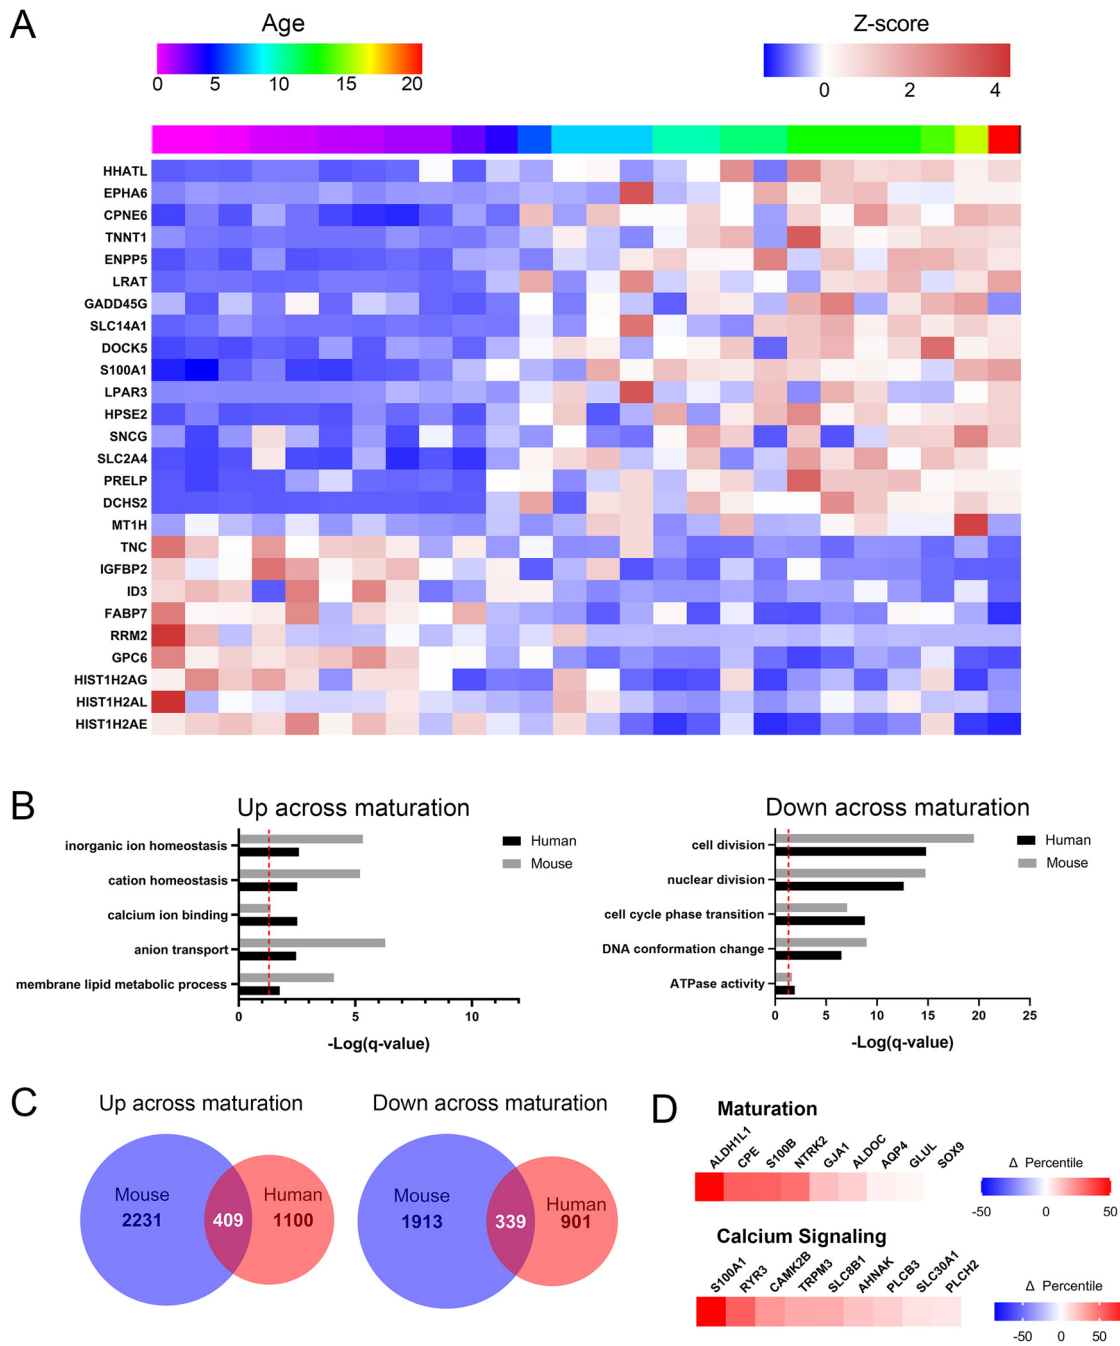 A
Age
0 5 10 15 20
Z-score
0 2 4
HHATL
EPHA6
CPNE6
TNNT1
ENPP5
LRAT
GADD45G
SLC14A1
DOCK5
S100A1
LPAR3
HPSE2
SNCG
SLC2A4
PRELP
DCHS2
MT1H
TNC
IGFBP2
ID3
FABP7
RRM2
GPC6
HIST1H2AG
HIST1H2AL
HIST1H2AE
B
Up across maturation
inorganic ion homeostasis
cation homeostasis
calcium ion binding
anion transport
membrane lipid metabolic process
0 5 10
-Log(q-value)
Human
Mouse
Down across maturation
cell division
nuclear division
cell cycle phase transition
DNA conformation change
ATPase activity
0 5 10 15 20 25
-Log(q-value)
Human
Mouse
C
Up across maturation
Mouse
2231
409
Human
1100
Down across maturation
Mouse
1913
339
Human
901
D
Maturation
ALDH1L1 CPE S100B NTRK2 GJA1 ALDOC AQP4 GLUL SOX9
Δ Percentile
-50 0 50
Calcium Signaling
S100A1 RYR3 CAMK2B TRPM3 SLC8B1 AHNAK PLCB3 SLC30A1 PLCH2
Δ Percentile
-50 0 50